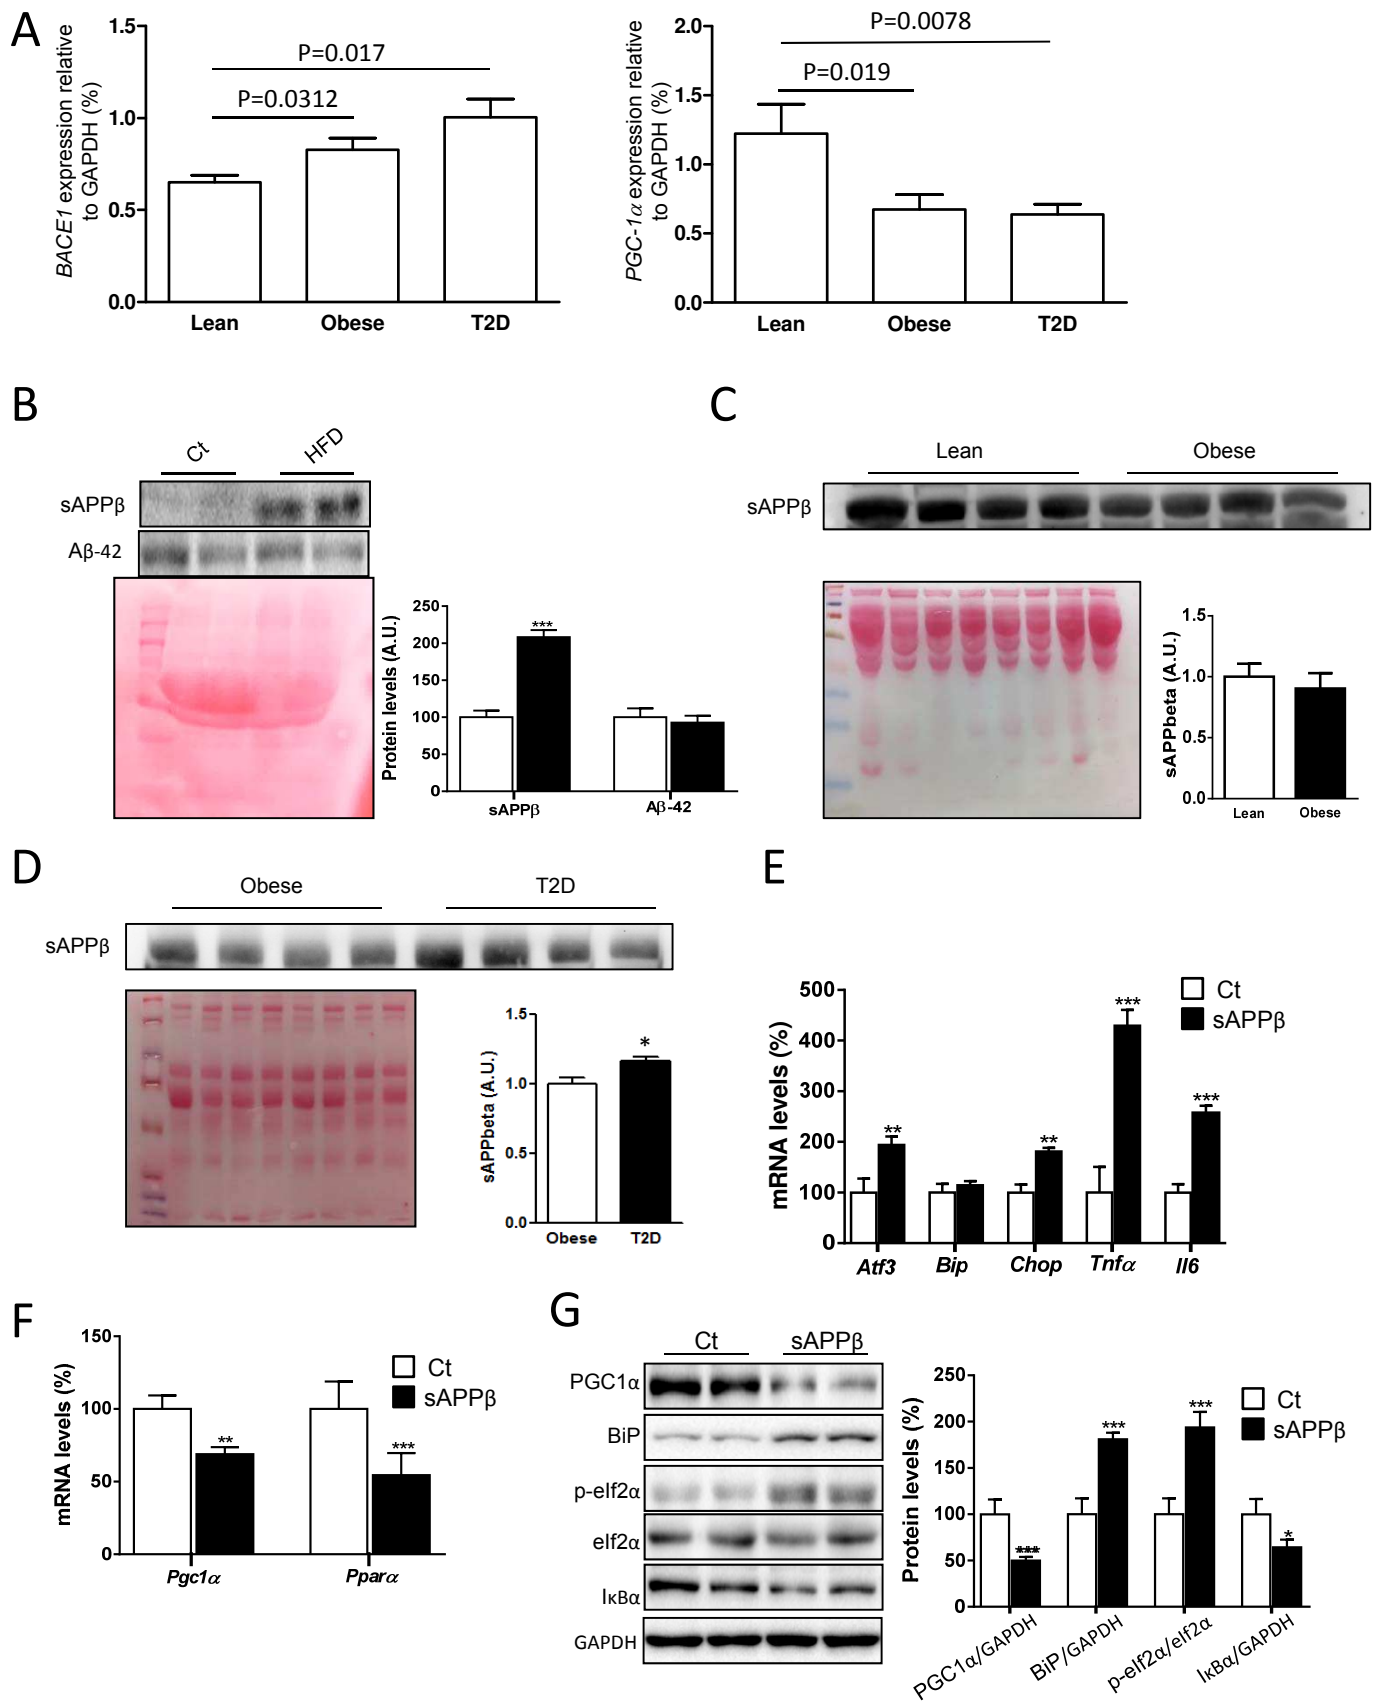 A
BACE1 expression relative
to GAPDH (%)
1.5
1.0
0.5
0.0
P=0.017
P=0.0312
Lean
Obese
T2D
PGC-1α expression relative
to GAPDH (%)
2.0
1.5
1.0
0.5
0.0
P=0.0078
P=0.019
Lean
Obese
T2D
B
Ct
HFD
sAPPβ
Aβ-42
Protein levels (A.U.)
250
200
150
100
50
0
***
sAPPβ
Aβ-42
C
Lean
Obese
sAPPβ
sAPPbeta (A.U.)
1.5
1.0
0.5
0.0
Lean
Obese
D
Obese
T2D
sAPPβ
sAPPbeta (A.U.)
1.5
1.0
0.5
0.0
*
Obese
T2D
E
mRNA levels (%)
500
400
300
200
100
0
Ct
sAPPβ
**
**
***
***
Atf3
Bip
Chop
Tnfα
Il6
F
mRNA levels (%)
150
100
50
0
Ct
sAPPβ
**
***
Pgc1α
Pparα
G
Ct
sAPPβ
PGC1α
BiP
p-eIf2α
eIf2α
IκBα
GAPDH
Protein levels (%)
250
200
150
100
50
0
Ct
sAPPβ
***
***
***
*
PGC1α/GAPDH
BiP/GAPDH
p-eIf2α/eIf2α
IκBα/GAPDH